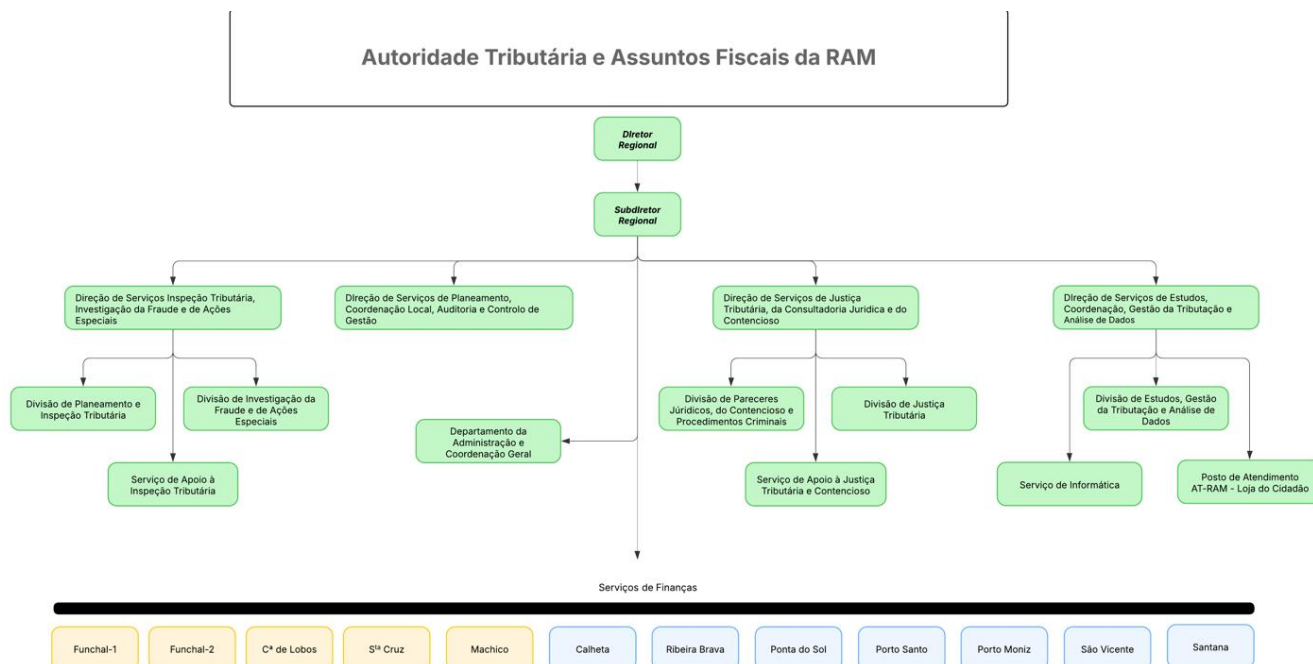 Autoridade Tributária e Assuntos Fiscais da RAM
DIretor
Regional
SubdIretor
Regional
Direção de Serviços Inspeção Tributária,
Investigação da Fraude e de Ações
Especiais
DIreção de Serviços de Planeamento,
Coordenação Local, Auditoria e Controlo de
Gestão
Direção de Serviços de Justiça
Tributária, da Consultadoria Juridica e do
Contencioso
DIreção de Serviços de Estudos,
Coordenação, Gestão da Tributação e
Análise de Dados
Divisão de Planeamento e
Inspeção Tributária
Divisão de Investigação da
Fraude e de Ações
Especiais
Divisão de Pareceres
Júridicos, do Contencioso e
Procedimentos Criminais
Divisão de Justiça
Tributária
Divisão de Estudos, Gestão
da Tributação e Análise de
Dados
Departamento da
Administração e
Coordenação Geral
Serviço de Apoio à
Inspeção Tributária
Serviço de Apoio à Justiça
Tributária e Contencioso
Serviço de Informática
Posto de Atendimento
AT-RAM - Loja do Cidadão
Serviços de Finanças
Funchal-1
Funchal-2
Cª de Lobos
Sᵗᵃ Cruz
Machico
Calheta
Ribeira Brava
Ponta do Sol
Porto Santo
Porto Moniz
São Vicente
Santana